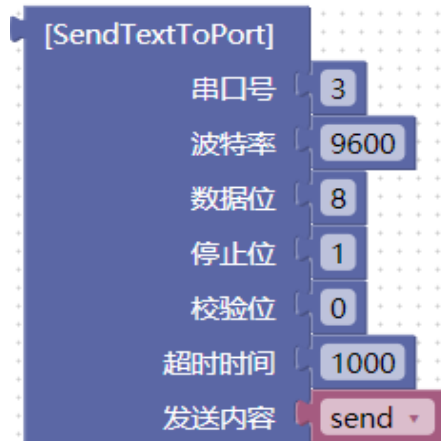 [SendTextToPort]
串口号 3
波特率 9600
数据位 8
停止位 1
校验位 0
超时时间 1000
发送内容 send